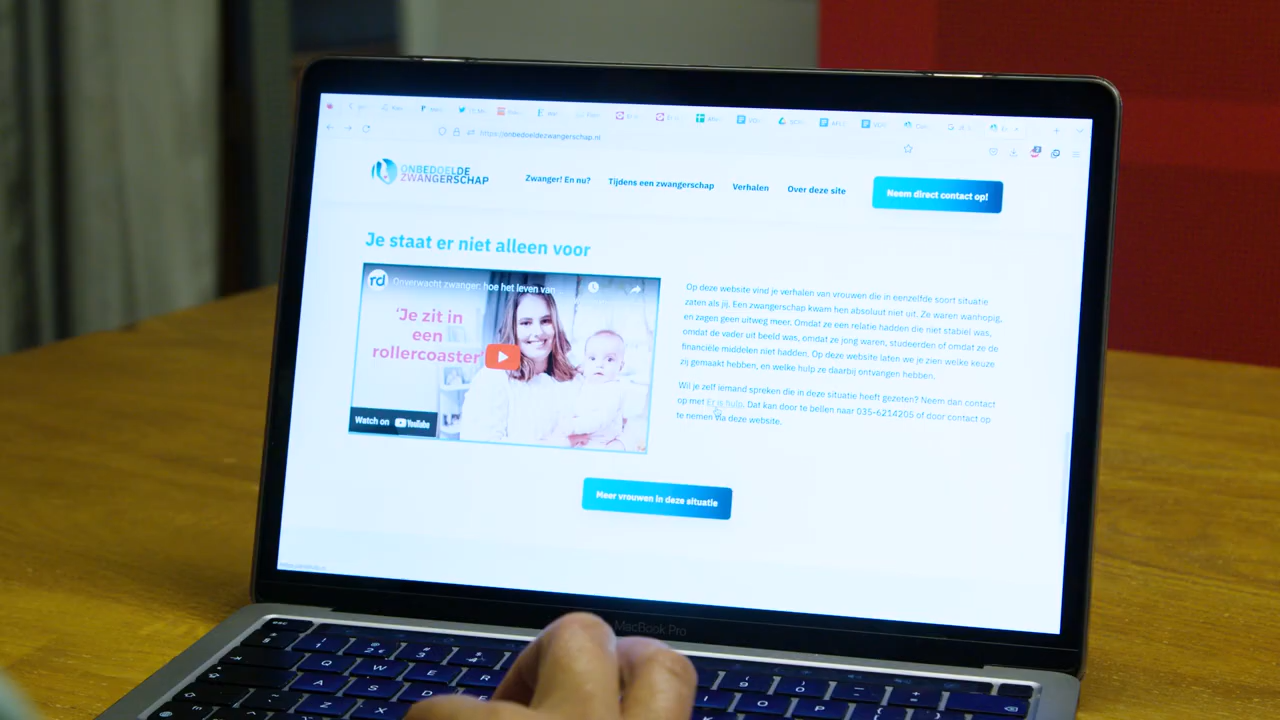 https://onbedoeldezwangerschap.nl
ONBEDOELDE
ZWANGERSCHAP
Zwanger! En nu?
Tijdens een zwangerschap
Verhalen
Over deze site
Neem direct contact op!
Je staat er niet alleen voor
rd
Onverwacht zwanger: hoe het leven van
'Je zit in
een
rollercoaster'
Watch on YouTube
Op deze website vind je verhalen van vrouwen die in eenzelfde soort situatie
zaten als jij. Een zwangerschap kwam hen absoluut niet uit. Ze waren wanhopig,
en zagen geen uitweg meer. Omdat ze een relatie hadden die niet stabiel was,
omdat de vader uit beeld was, omdat ze jong waren, studeerden of omdat ze de
financiële middelen niet hadden. Op deze website laten we je zien welke keuze
zij gemaakt hebben, en welke hulp ze daarbij ontvangen hebben.
Wil je zelf iemand spreken die in deze situatie heeft gezeten? Neem dan contact
op met Er is hulp. Dat kan door te bellen naar 035-6214205 of door contact op
te nemen via deze website.
Meer vrouwen in deze situatie
MacBook Pro
Q W E R I O P
A S D F